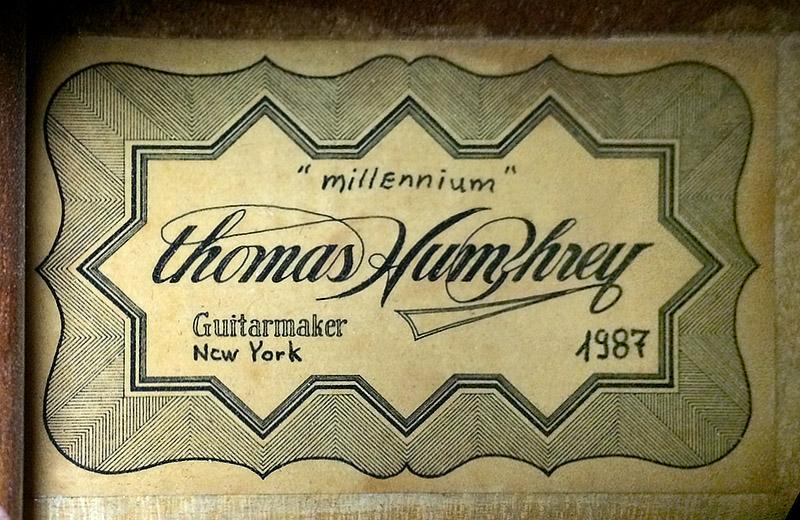 "millEnnium"
thomas Humphrey
Guitarmaker
New York 1987